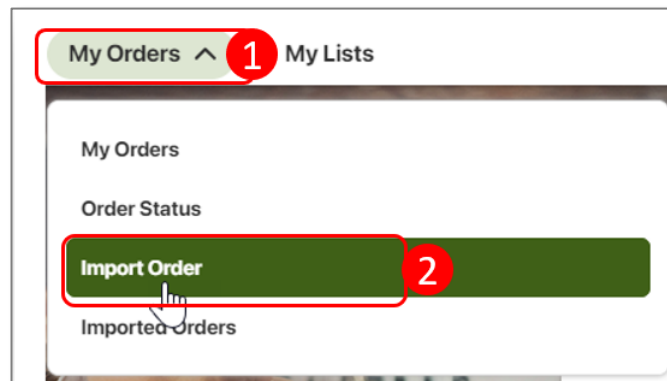 My Orders 1 My Lists
My Orders
Order Status
Import Order 2
Imported Orders